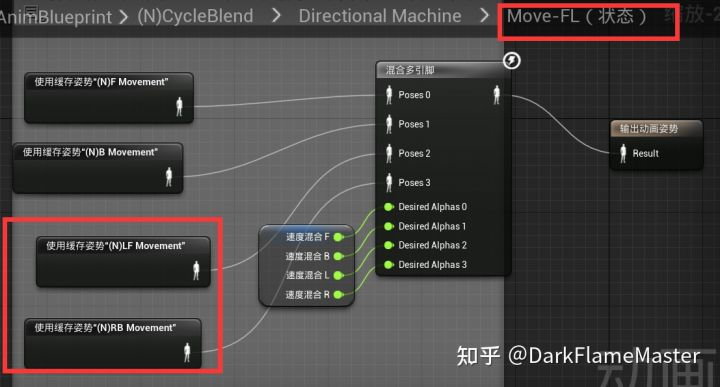 AnimBlueprint > (N)CycleBlend > Directional Machine > Move-FL（状态）
缩放-2
使用缓存姿势"(N)F Movement"
混合多引脚
Poses 0
Poses 1
Poses 2
Poses 3
Desired Alphas 0
Desired Alphas 1
Desired Alphas 2
Desired Alphas 3
输出动画姿势
Result
使用缓存姿势"(N)B Movement"
使用缓存姿势"(N)LF Movement"
速度混合 F
速度混合 B
速度混合 L
速度混合 R
使用缓存姿势"(N)RB Movement"
知乎 @DarkFlameMaster
动画